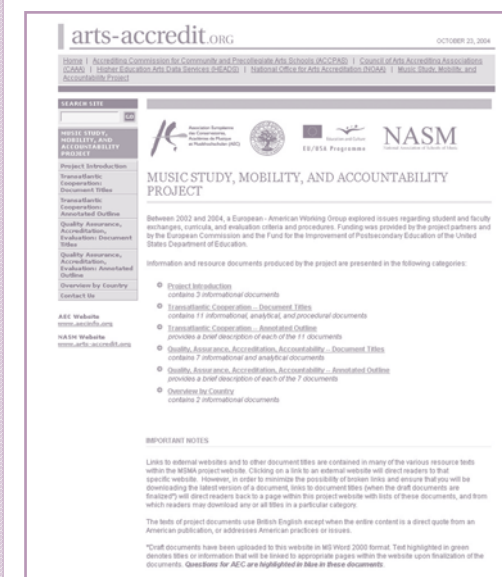 arts-accredit.ORG
OCTOBER 23, 2004
Home | Accrediting Commission for Community and Precollegiate Arts Schools (ACCPAS) | Council of Arts Accrediting Associations
(CAAA) | Higher Education Arts Data Services (HEADS) | National Office for Arts Accreditation (NOAA) | Music Study, Mobility, and
Accountability Project
SEARCH SITE
GO
MUSIC STUDY,
MOBILITY, AND
ACCOUNTABILITY
PROJECT
Project Introduction
Transatlantic
Cooperation:
Document Titles
Transatlantic
Cooperation:
Annotated Outline
Quality Assurance,
Accreditation,
Evaluation: Document
Titles
Quality Assurance,
Accreditation,
Evaluation: Annotated
Outline
Overview by Country
Contact Us
AEC Website
www.aecinfo.org
NASM Website
www.arts-accredit.org
Association Européenne
des Conservatoires,
Académies de Musique
et Musikhochschulen (AEC)
Education and Culture
EU/USA Programme
NASM
National Association of Schools of Music
MUSIC STUDY, MOBILITY, AND ACCOUNTABILITY
PROJECT
Between 2002 and 2004, a European - American Working Group explored issues regarding student and faculty
exchanges, curricula, and evaluation criteria and procedures. Funding was provided by the project partners and
by the European Commission and the Fund for the Improvement of Postsecondary Education of the United
States Department of Education.
Information and resource documents produced by the project are presented in the following categories:
Project Introduction
contains 3 informational documents
Transatlantic Cooperation – Document Titles
contains 11 informational, analytical, and procedural documents
Transatlantic Cooperation – Annotated Outline
provides a brief description of each of the 11 documents
Quality, Assurance, Accreditation, Accountability – Document Titles
contains 7 informational and analytical documents
Quality, Assurance, Accreditation, Accountability – Annotated Outline
provides a brief description of each of the 7 documents
Overview by Country
contains 2 informational documents
IMPORTANT NOTES
Links to external websites and to other document titles are contained in many of the various resource texts
within the MSMA project website. Clicking on a link to an external website will direct readers to that
specific website. However, in order to minimize the possibility of broken links and ensure that you will be
downloading the latest version of a document, links to document titles (when the draft documents are
finalized*) will direct readers back to a page within this project website with lists of these documents, and from
which readers may download any or all titles in a particular category.
The texts of project documents use British English except when the entire content is a direct quote from an
American publication, or addresses American practices or issues.
*Draft documents have been uploaded to this website in MS Word 2000 format. Text highlighted in green
denotes titles or information that will be linked to appropriate pages within the website upon finalization of the
documents. Questions for AEC are highlighted in blue in these documents.